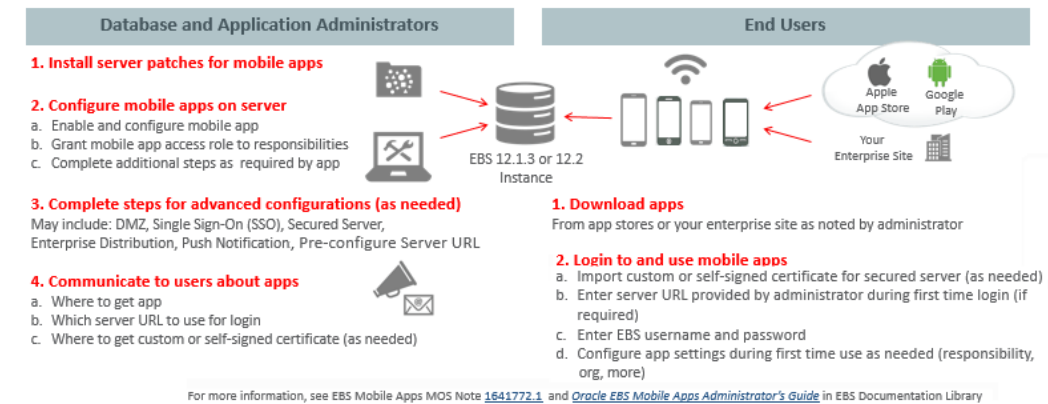 Database and Application Administrators
1. Install server patches for mobile apps
2. Configure mobile apps on server
a. Enable and configure mobile app
b. Grant mobile app access role to responsibilities
c. Complete additional steps as required by app
EBS 12.1.3 or 12.2
Instance
3. Complete steps for advanced configurations (as needed)
May include: DMZ, Single Sign-On (SSO), Secured Server,
Enterprise Distribution, Push Notification, Pre-configure Server URL
4. Communicate to users about apps
a. Where to get app
b. Which server URL to use for login
c. Where to get custom or self-signed certificate (as needed)
End Users
Apple
App Store
Google
Play
Your
Enterprise Site
1. Download apps
From app stores or your enterprise site as noted by administrator
2. Login to and use mobile apps
a. Import custom or self-signed certificate for secured server (as needed)
b. Enter server URL provided by administrator during first time login (if
required)
c. Enter EBS username and password
d. Configure app settings during first time use as needed (responsibility,
org, more)
For more information, see EBS Mobile Apps MOS Note 1641772.1 and Oracle EBS Mobile Apps Administrator's Guide in EBS Documentation Library